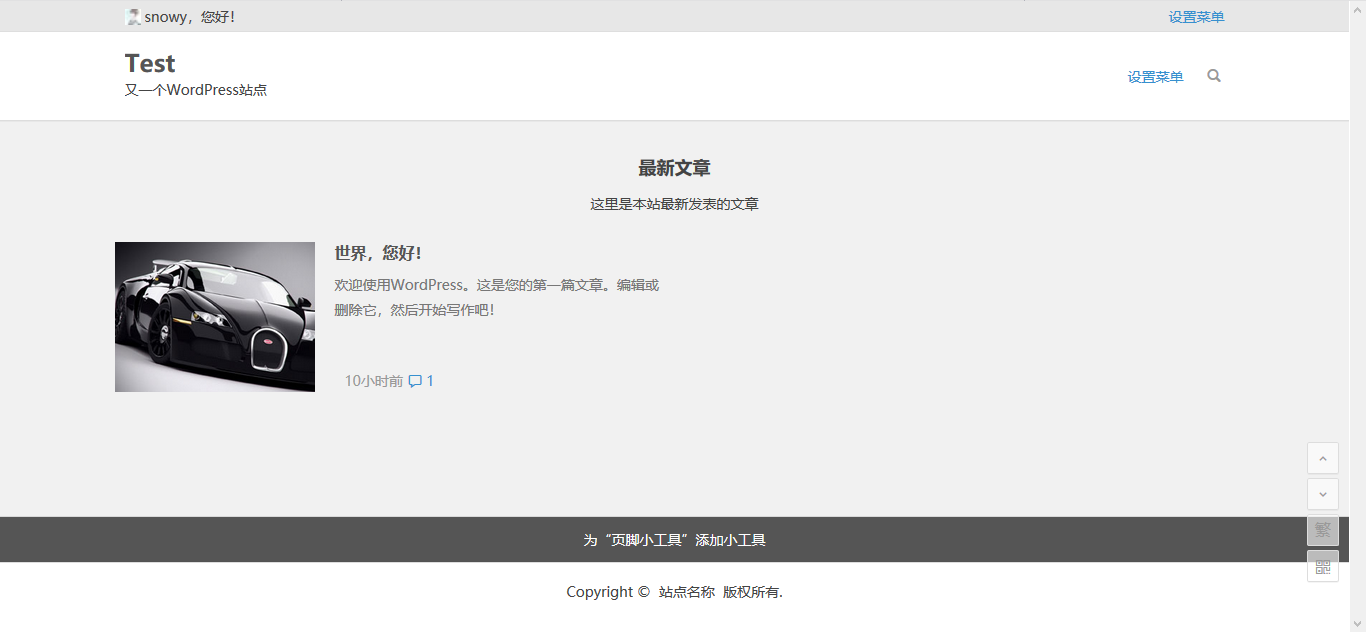 snowy，您好！
设置菜单
Test
又一个WordPress站点
设置菜单
最新文章
这里是本站最新发表的文章
世界，您好！
欢迎使用WordPress。这是您的第一篇文章。编辑或
删除它，然后开始写作吧！
10小时前 1
繁
为“页脚小工具”添加小工具
Copyright © 站点名称 版权所有.